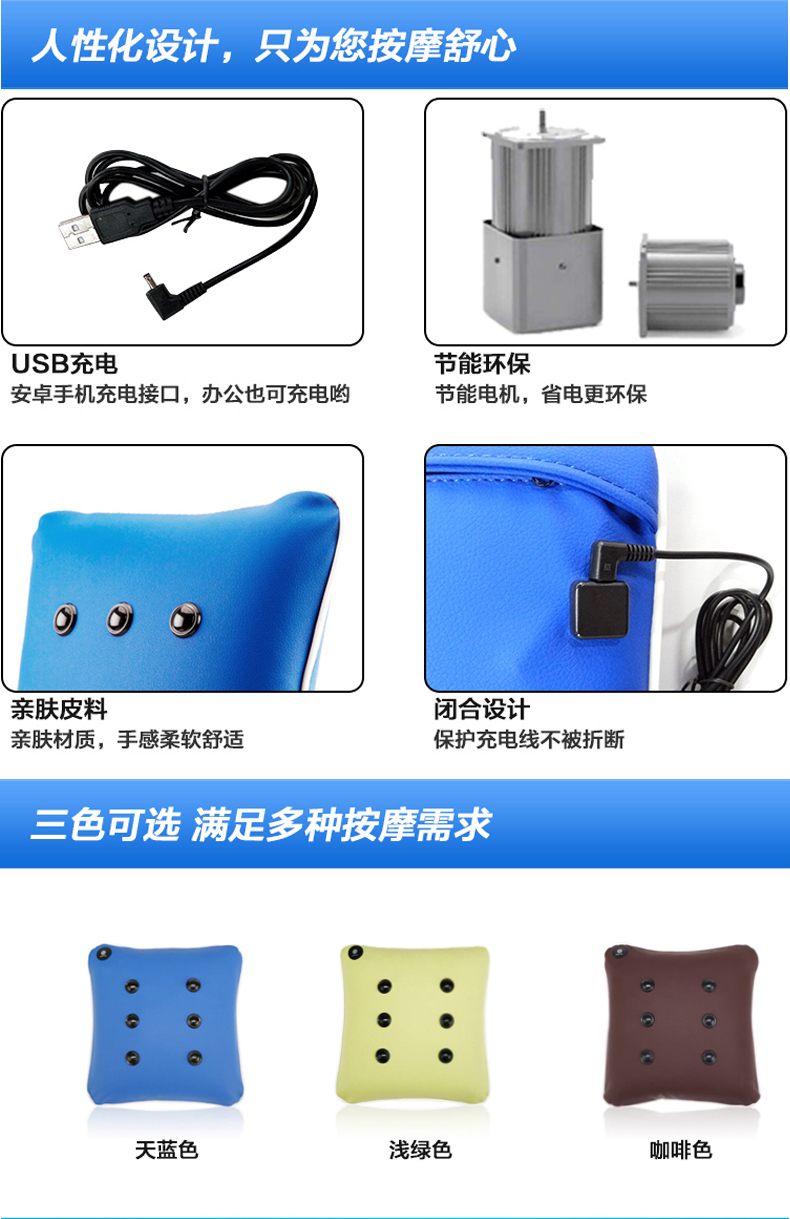 人性化设计，只为您按摩舒心
USB充电
安卓手机充电接口，办公也可充电哟
节能环保
节能电机，省电更环保
亲肤皮料
亲肤材质，手感柔软舒适
闭合设计
保护充电线不被折断
三色可选 满足多种按摩需求
天蓝色
浅绿色
咖啡色